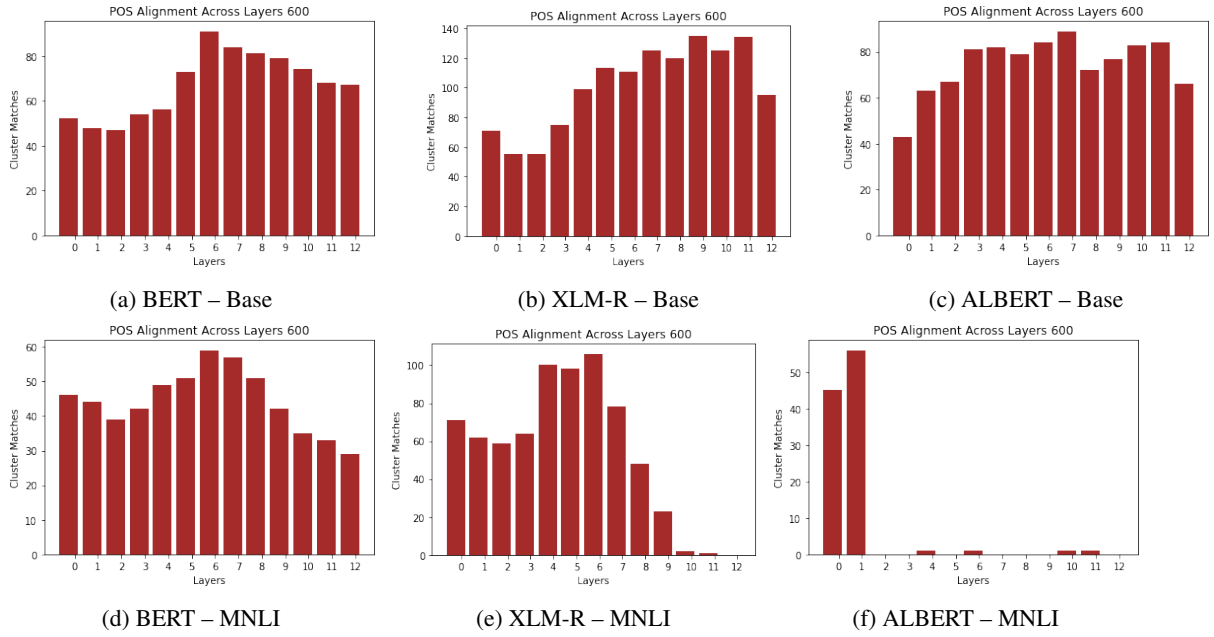 POS Alignment Across Layers 600
80
60
40
20
0
Cluster Matches
0 1 2 3 4 5 6 7 8 9 10 11 12
Layers
(a) BERT – Base
POS Alignment Across Layers 600
140
120
100
80
60
40
20
0
Cluster Matches
0 1 2 3 4 5 6 7 8 9 10 11 12
Layers
(b) XLM-R – Base
POS Alignment Across Layers 600
80
60
40
20
0
Cluster Matches
0 1 2 3 4 5 6 7 8 9 10 11 12
Layers
(c) ALBERT – Base
POS Alignment Across Layers 600
60
50
40
30
20
10
0
Cluster Matches
0 1 2 3 4 5 6 7 8 9 10 11 12
Layers
(d) BERT – MNLI
POS Alignment Across Layers 600
100
80
60
40
20
0
Cluster Matches
0 1 2 3 4 5 6 7 8 9 10 11 12
Layers
(e) XLM-R – MNLI
POS Alignment Across Layers 600
50
40
30
20
10
0
Cluster Matches
0 1 2 3 4 5 6 7 8 9 10 11 12
Layers
(f) ALBERT – MNLI